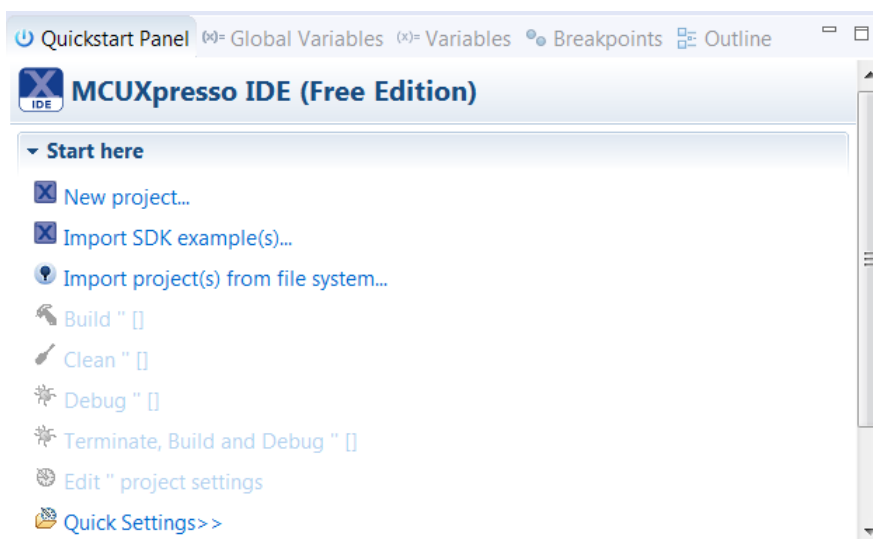 Quickstart Panel (x)= Global Variables (x)= Variables Breakpoints Outline
IDE MCUXpresso IDE (Free Edition)
Start here
New project...
Import SDK example(s)...
Import project(s) from file system...
Build '' []
Clean '' []
Debug '' []
Terminate, Build and Debug '' []
Edit '' project settings
Quick Settings>>